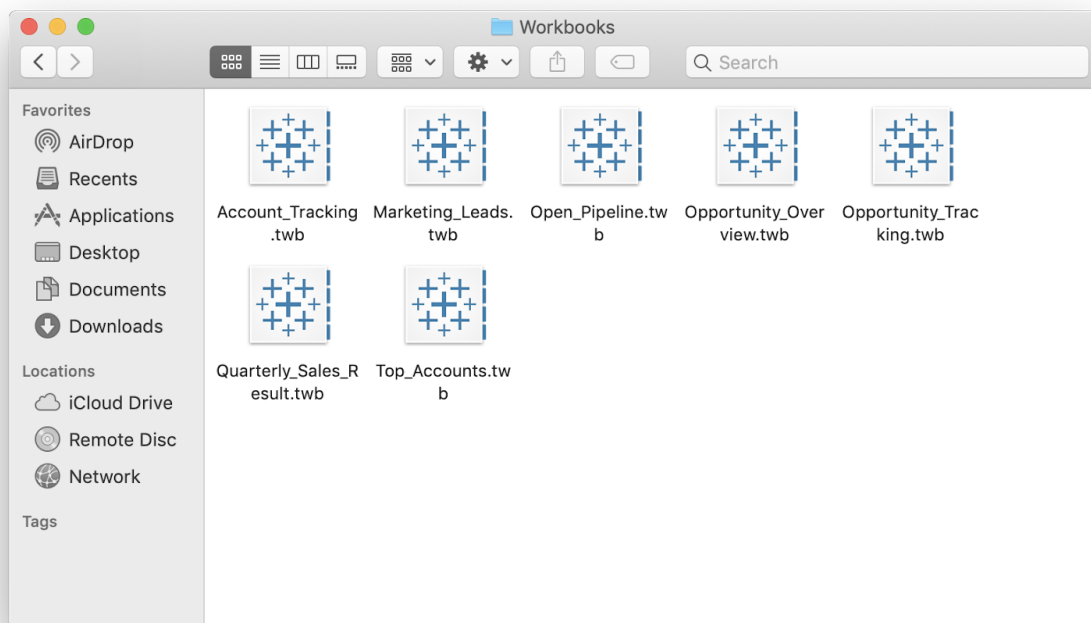 Workbooks
Search
Favorites
AirDrop
Recents
Applications
Desktop
Documents
Downloads
Locations
iCloud Drive
Remote Disc
Network
Tags
Account_Tracking
.twb
Marketing_Leads.
twb
Open_Pipeline.tw
b
Opportunity_Over
view.twb
Opportunity_Trac
king.twb
Quarterly_Sales_R
esult.twb
Top_Accounts.tw
b